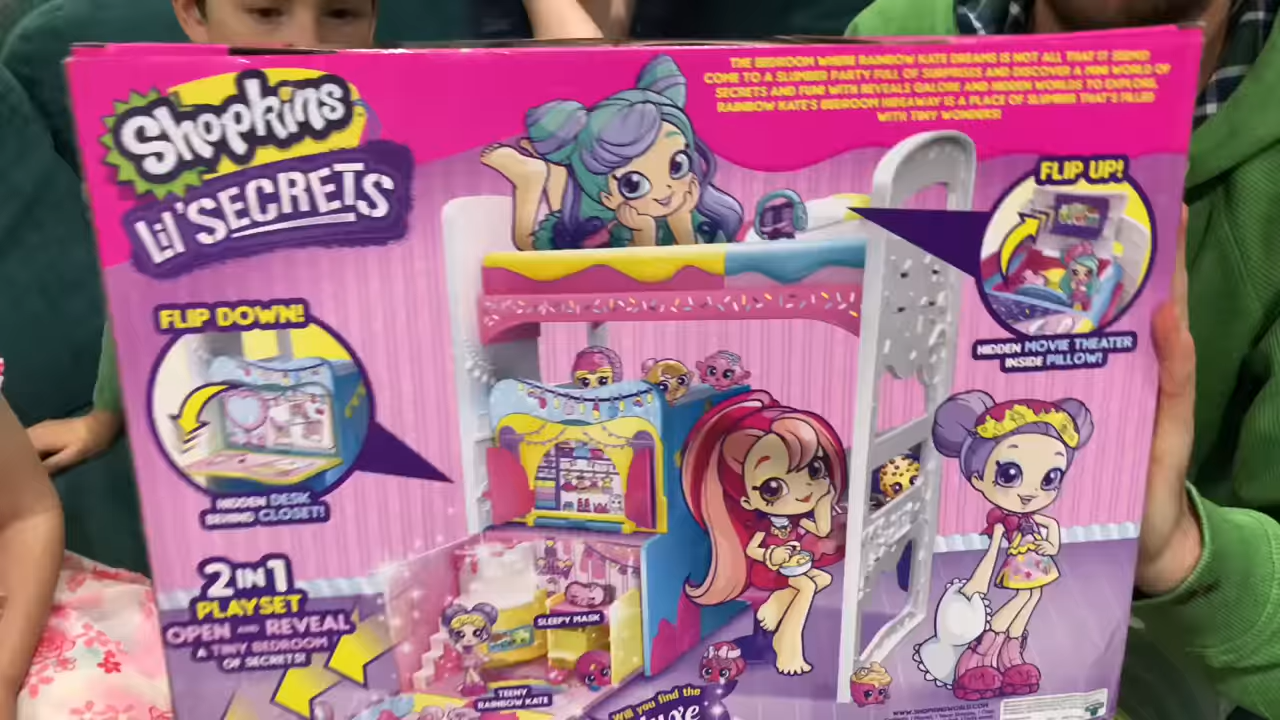 THE BEDROOM WHERE RAINBOW KATE DREAMS IS NOT ALL THAT IT SEEMS!
COME TO A SLUMBER PARTY FULL OF SURPRISES AND DISCOVER A MINI WORLD OF
SECRETS AND FUN! WITH REVEALS GALORE AND HIDDEN WORLDS TO EXPLORE,
RAINBOW KATE'S BEDROOM HIDEAWAY IS A PLACE OF SLUMBER THAT'S FILLED
WITH TINY WONDERS!
Shopkins
Lil' SECRETS
FLIP UP!
HIDDEN MOVIE THEATER
INSIDE PILLOW!
FLIP DOWN!
HIDDEN DESK
BEHIND CLOSET!
2 IN 1
PLAYSET
OPEN AND REVEAL
A TINY BEDROOM
OF SECRETS!
SLEEPY MASK
TEENY
RAINBOW KATE
Will you find the
WWW.SHOPKINSWORLD.COM